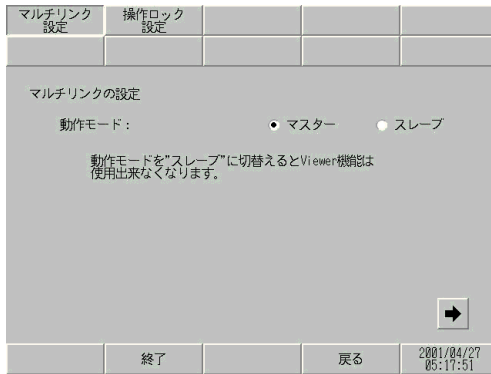 マルチリンク
設定
操作ロック
設定
マルチリンクの設定
動作モード： マスター スレーブ
動作モードを"スレーブ"に切替えるとViewer機能は
使用出来なくなります。
終了 戻る 2001/04/27
05:17:51